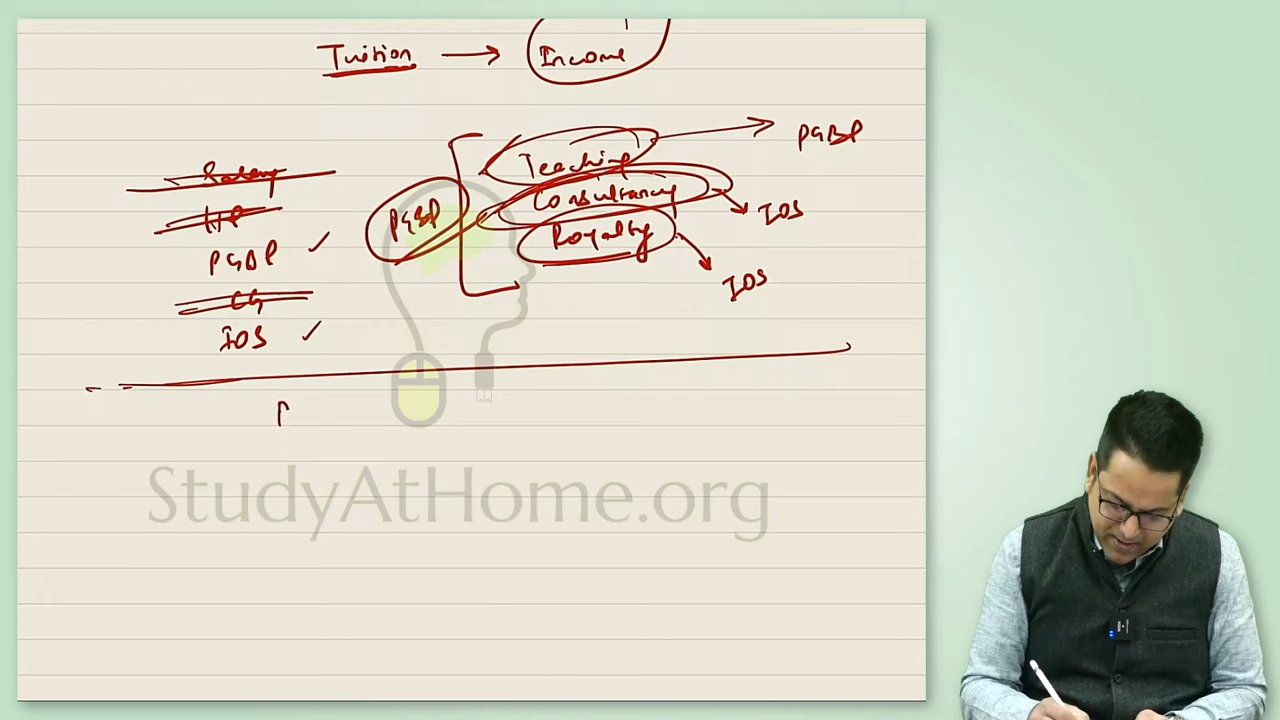 Tuition → Income
Teaching → PGBP
Salary
Consultancy → IOS
HP
PGBP
Royalty → IOS
PGBP ✓
CG
IOS ✓
P
StudyAtHome.org